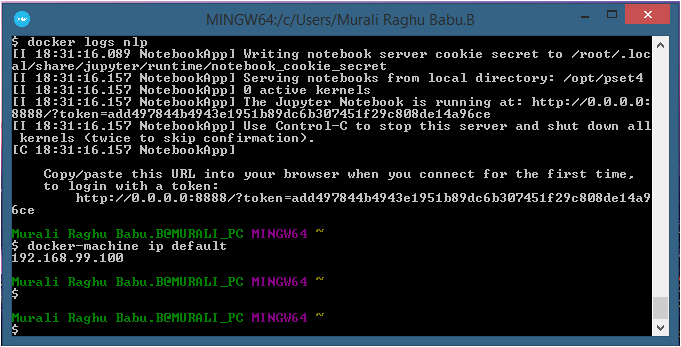 MINGW64:/c/Users/Murali Raghu Babu.B
$ docker logs nlp
[I 18:31:16.089 NotebookApp] Writing notebook server cookie secret to /root/.loc
al/share/jupyter/runtime/notebook_cookie_secret
[I 18:31:16.157 NotebookApp] Serving notebooks from local directory: /opt/pset4
[I 18:31:16.157 NotebookApp] 0 active kernels
[I 18:31:16.157 NotebookApp] The Jupyter Notebook is running at: http://0.0.0.0:
8888/?token=add497844b4943e1951b89dc6b307451f29c808de14a96ce
[I 18:31:16.157 NotebookApp] Use Control-C to stop this server and shut down all
kernels (twice to skip confirmation).
[C 18:31:16.157 NotebookApp]
Copy/paste this URL into your browser when you connect for the first time,
to login with a token:
http://0.0.0.0:8888/?token=add497844b4943e1951b89dc6b307451f29c808de14a9
6ce
Murali Raghu Babu.B@MURALI_PC MINGW64 ~
$ docker-machine ip default
192.168.99.100
Murali Raghu Babu.B@MURALI_PC MINGW64 ~
$
Murali Raghu Babu.B@MURALI_PC MINGW64 ~
$